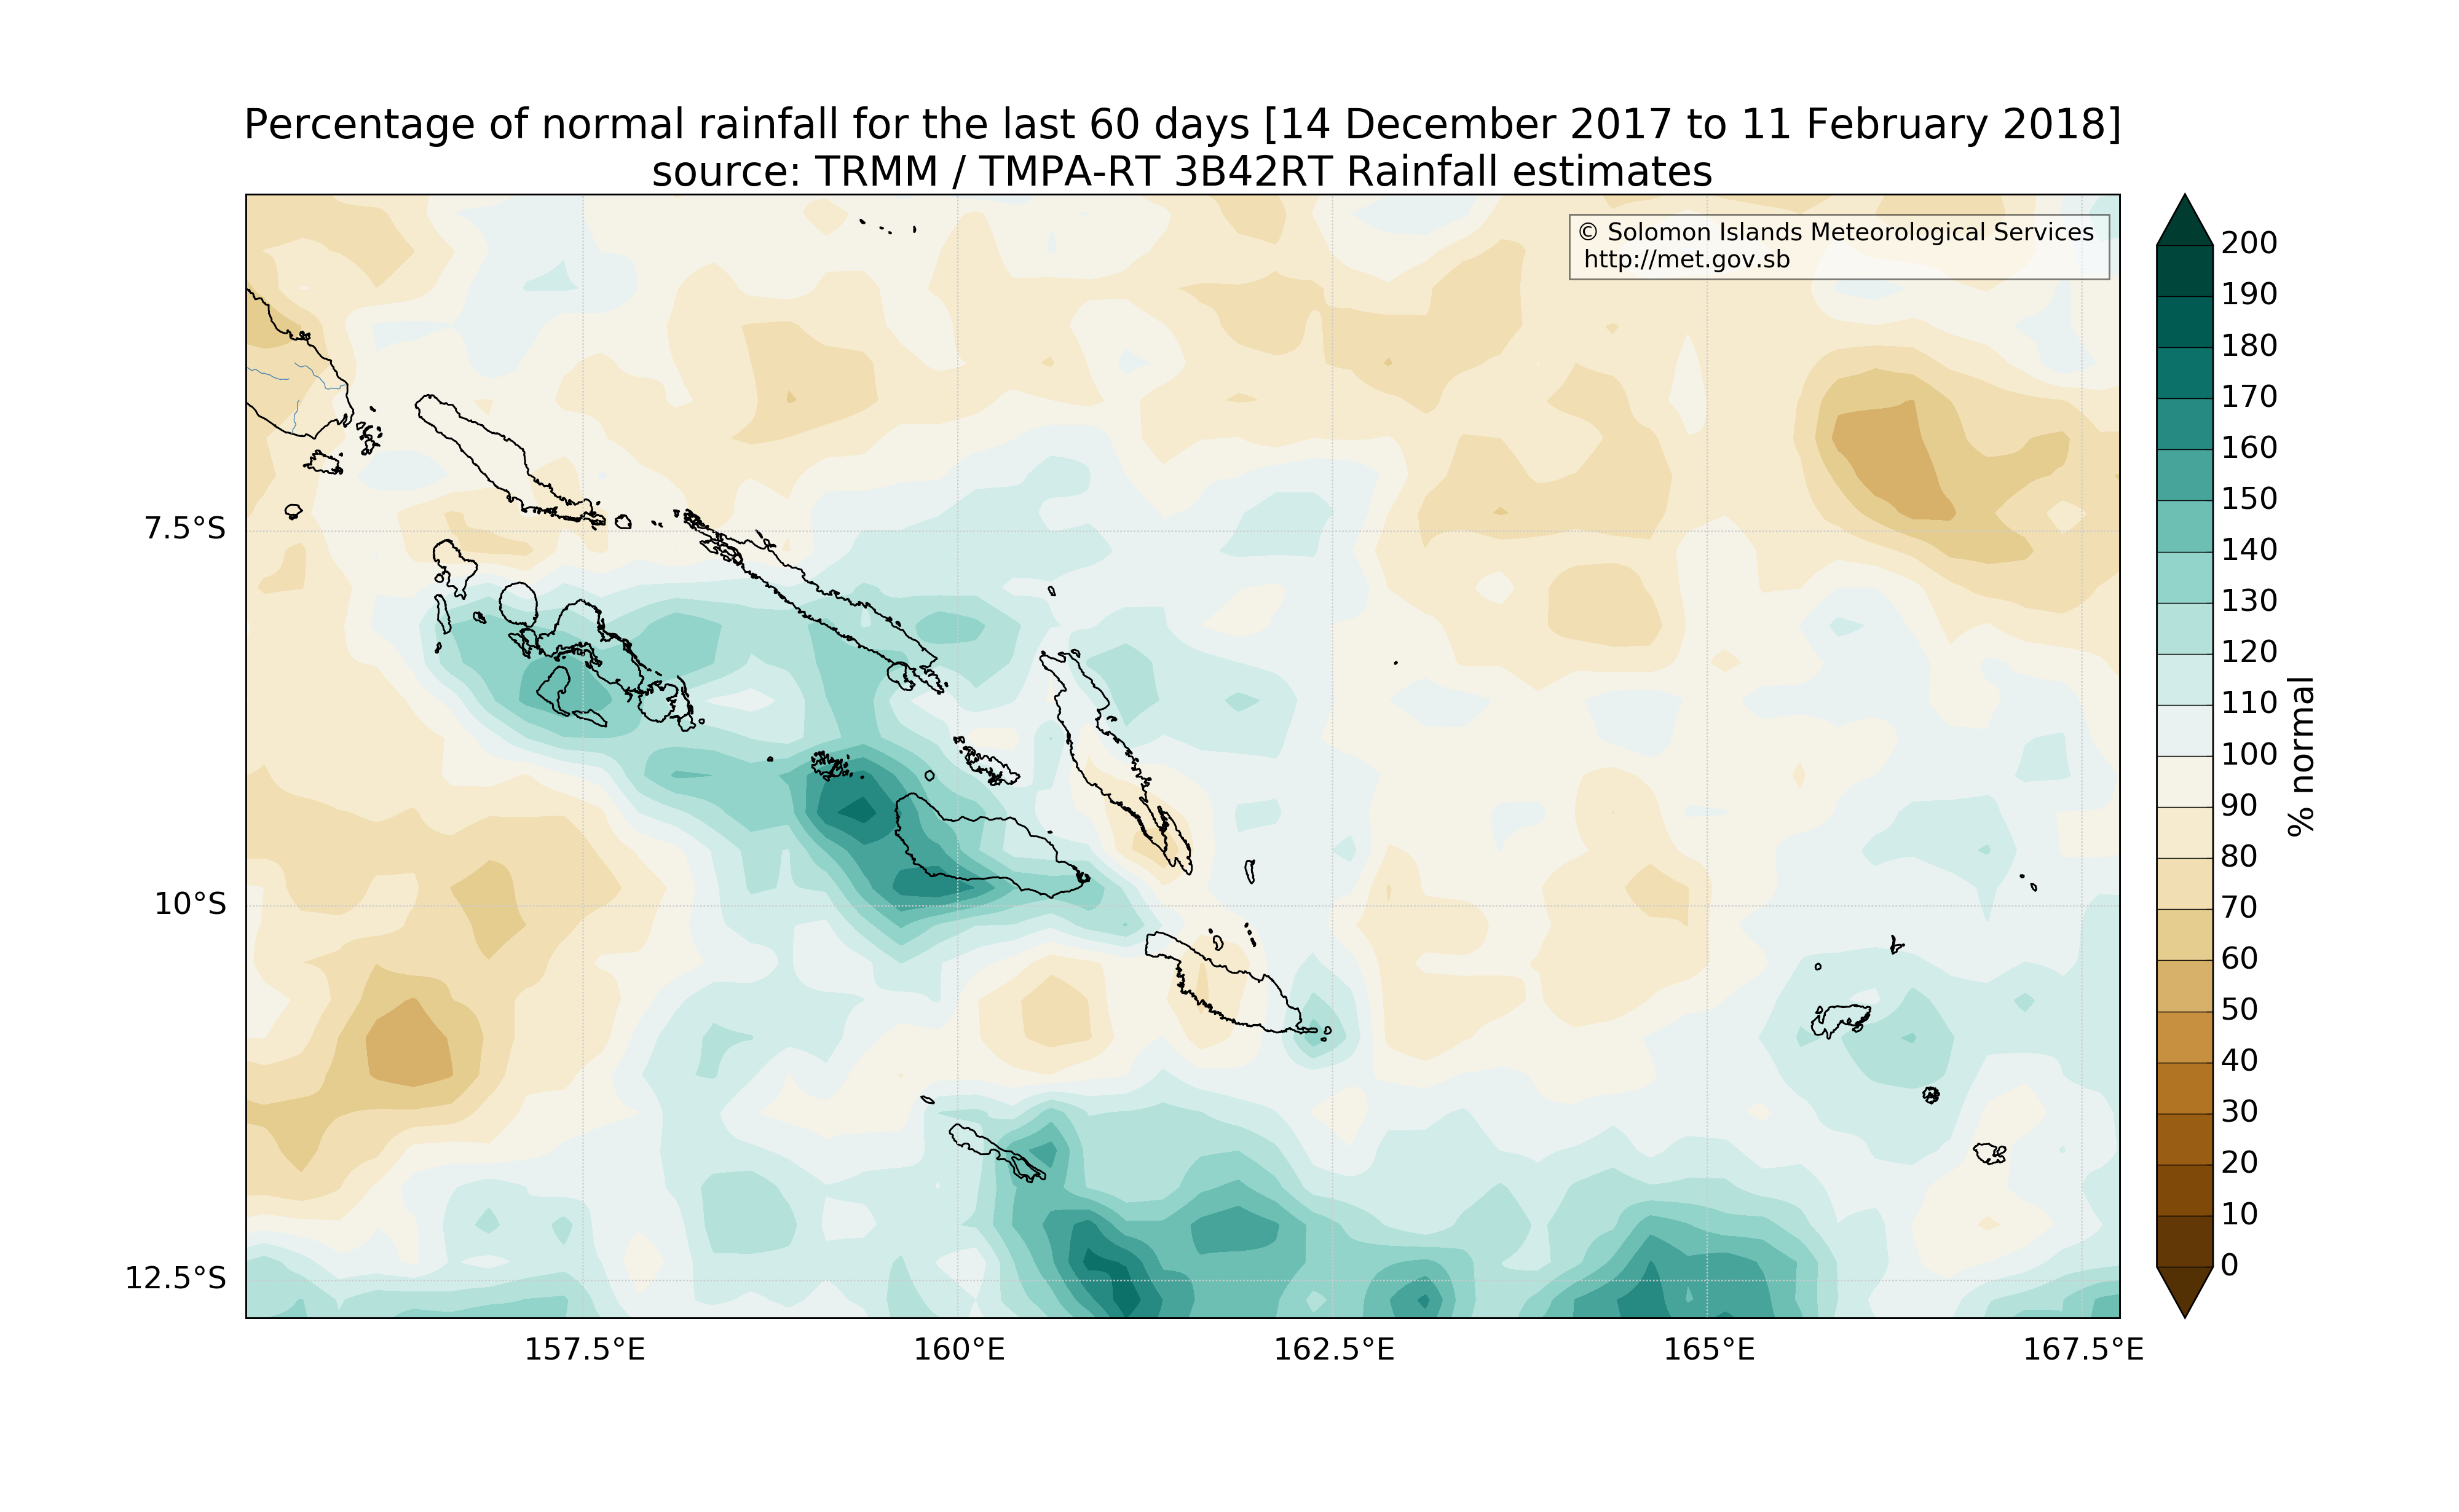 Percentage of normal rainfall for the last 60 days [14 December 2017 to 11 February 2018]
source: TRMM / TMPA-RT 3B42RT Rainfall estimates
© Solomon Islands Meteorological Services
http://met.gov.sb
7.5°S
10°S
12.5°S
157.5°E
160°E
162.5°E
165°E
167.5°E
200
190
180
170
160
150
140
130
120
110
100
90
80
70
60
50
40
30
20
10
0
% normal